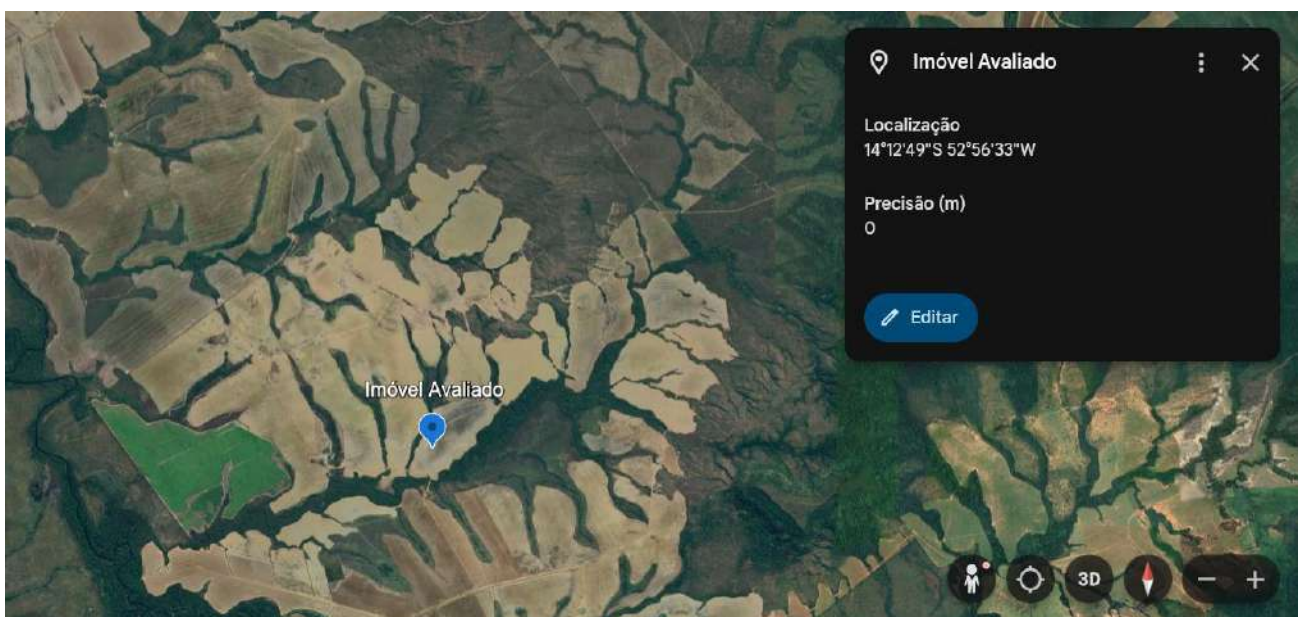 Imóvel Avaliado
Localização
14°12'49"S 52°56'33"W
Precisão (m)
0
Editar
Imóvel Avaliado
3D